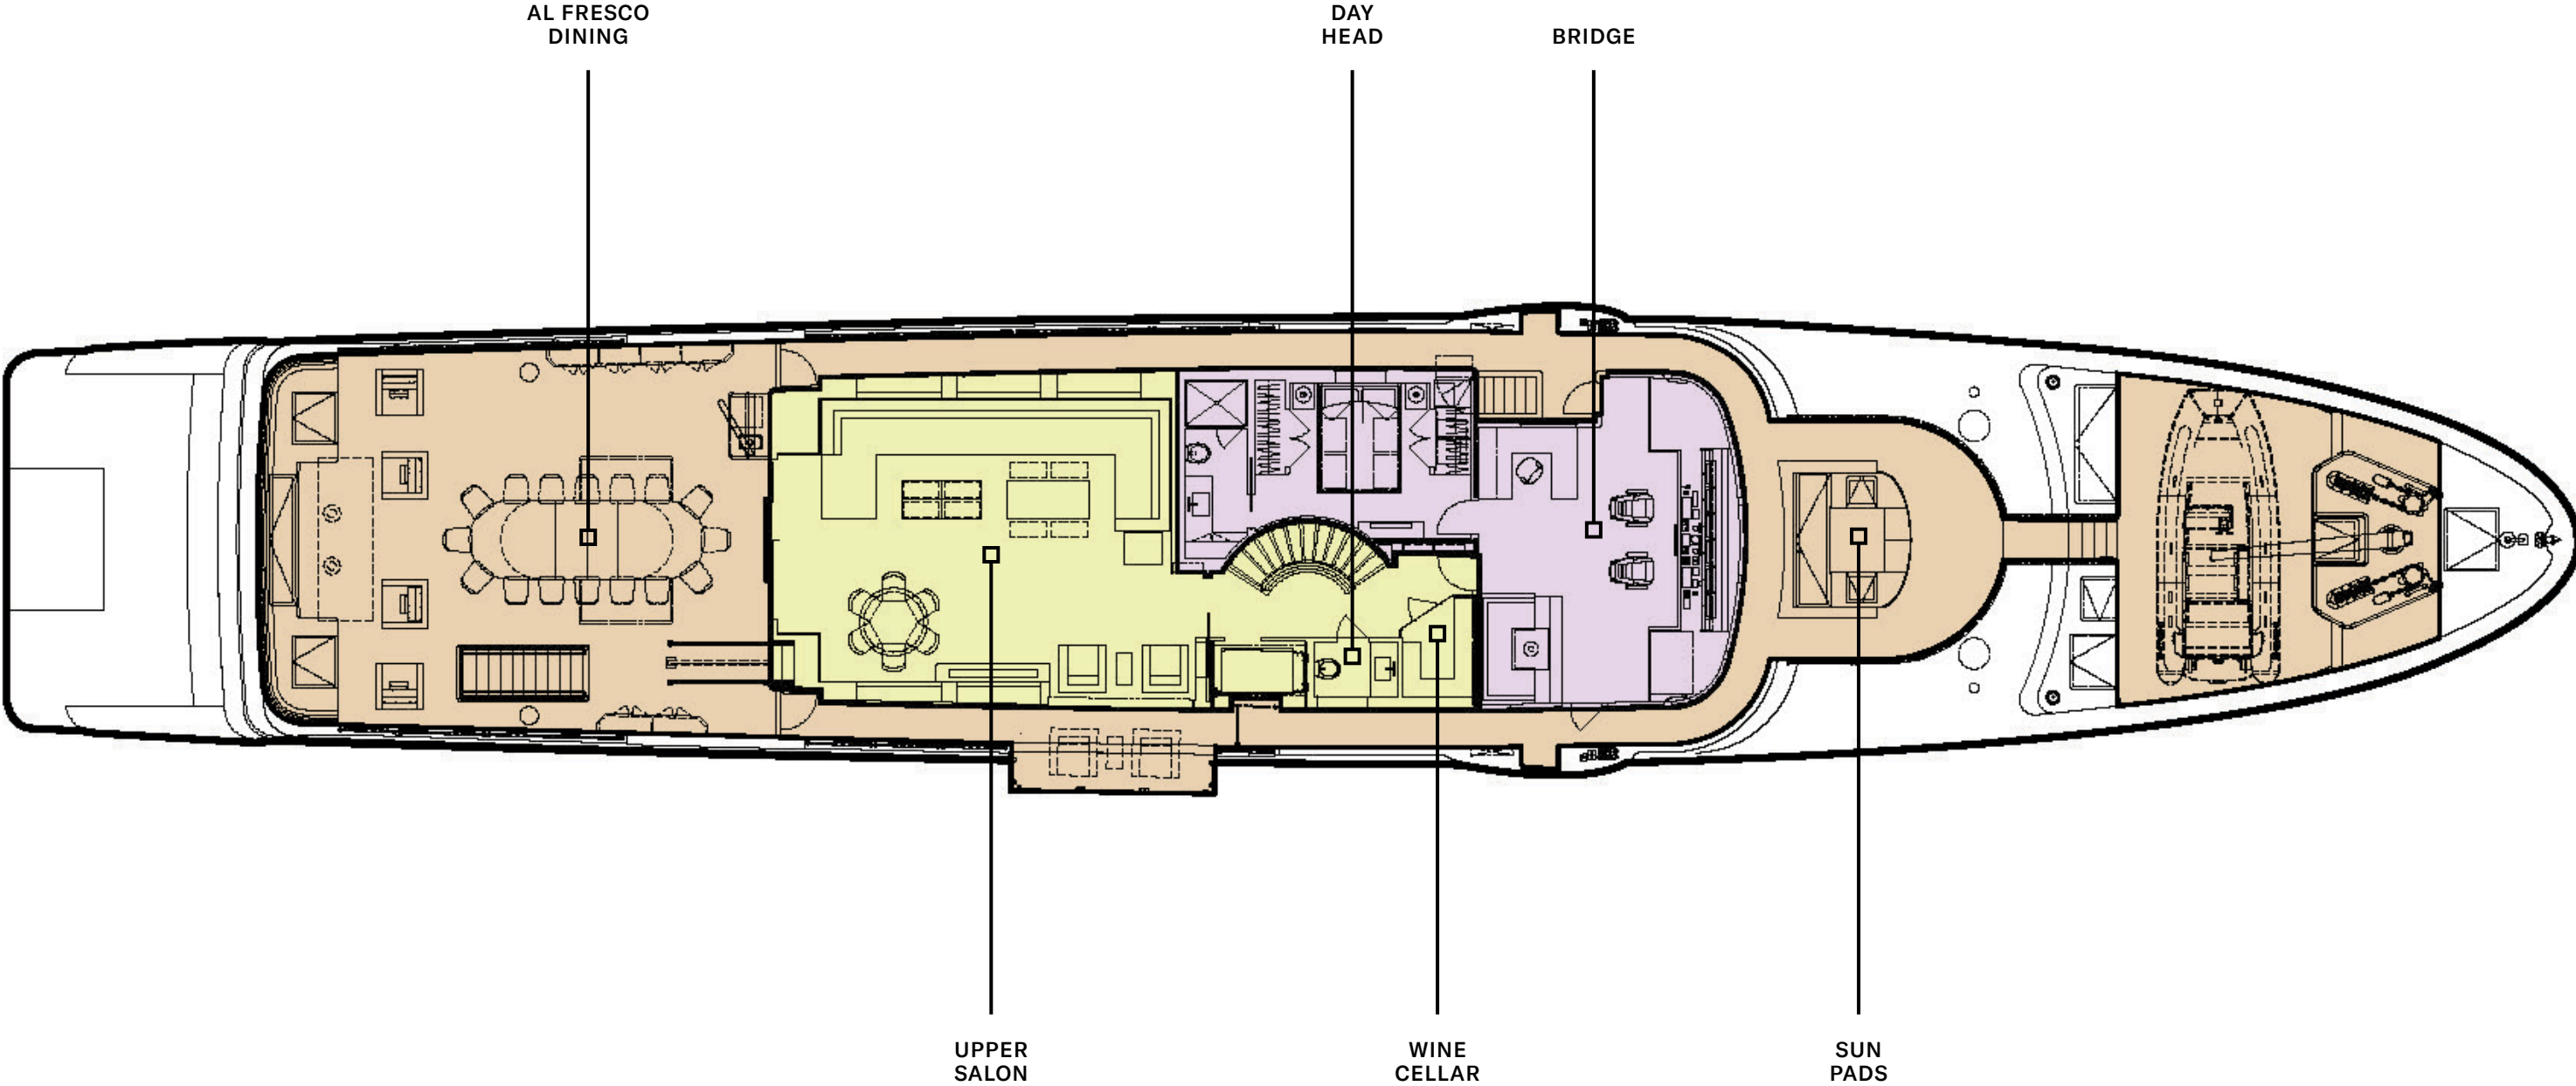 AL FRESCO
DINING
DAY
HEAD
BRIDGE
UPPER
SALON
WINE
CELLAR
SUN
PADS